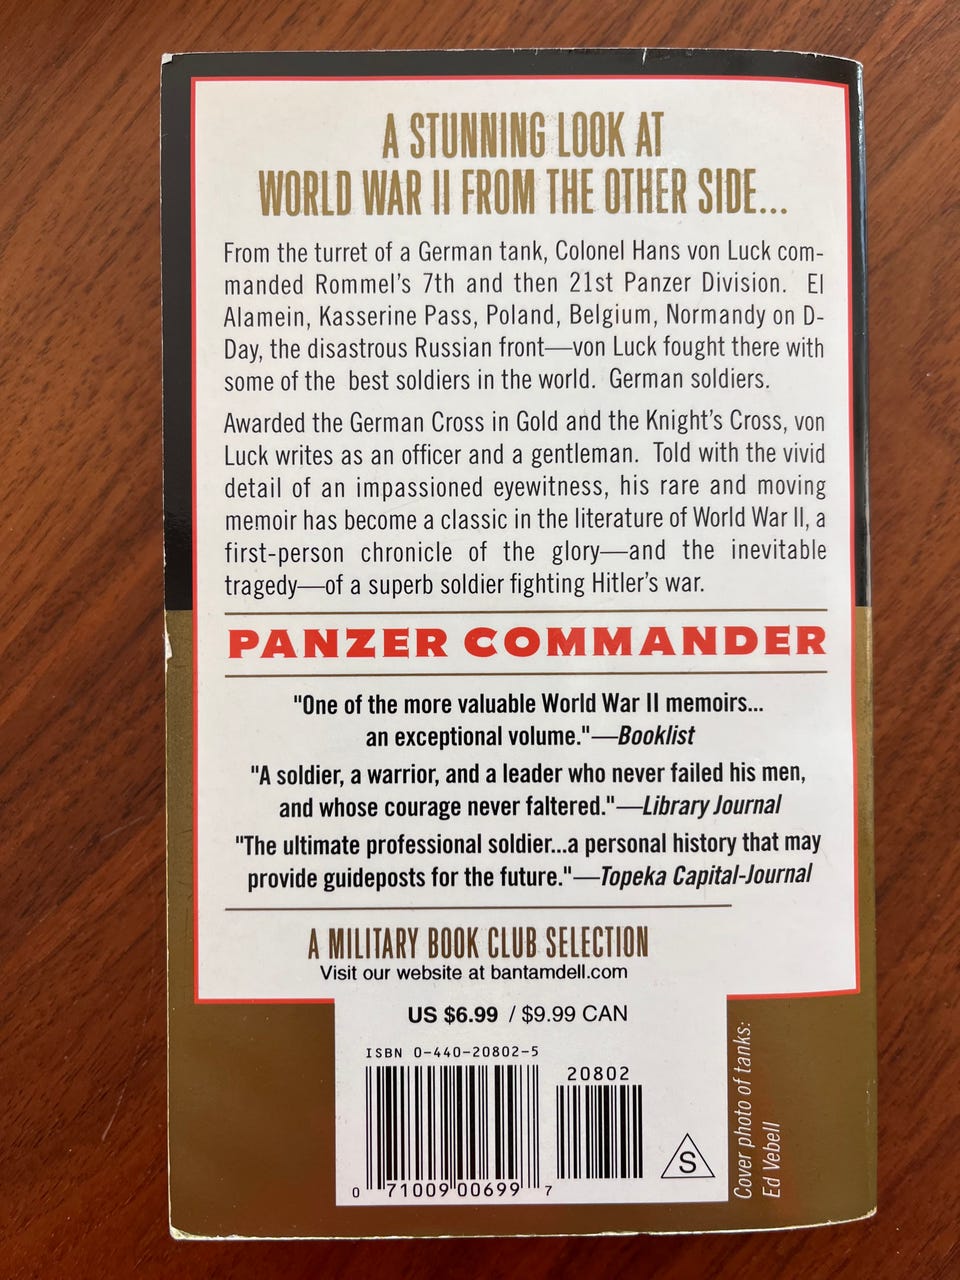 A STUNNING LOOK AT
WORLD WAR II FROM THE OTHER SIDE...
From the turret of a German tank, Colonel Hans von Luck com-
manded Rommel's 7th and then 21st Panzer Division. El
Alamein, Kasserine Pass, Poland, Belgium, Normandy on D-
Day, the disastrous Russian front—von Luck fought there with
some of the best soldiers in the world. German soldiers.
Awarded the German Cross in Gold and the Knight's Cross, von
Luck writes as an officer and a gentleman. Told with the vivid
detail of an impassioned eyewitness, his rare and moving
memoir has become a classic in the literature of World War II, a
first-person chronicle of the glory—and the inevitable
tragedy—of a superb soldier fighting Hitler's war.
PANZER COMMANDER
"One of the more valuable World War II memoirs...
an exceptional volume."—Booklist
"A soldier, a warrior, and a leader who never failed his men,
and whose courage never faltered."—Library Journal
"The ultimate professional soldier...a personal history that may
provide guideposts for the future."—Topeka Capital-Journal
A MILITARY BOOK CLUB SELECTION
Visit our website at bantamdell.com
US $6.99 / $9.99 CAN
ISBN 0-440-20802-5
20802
0 71009 00699 7
S
Cover photo of tanks:
Ed Vebell